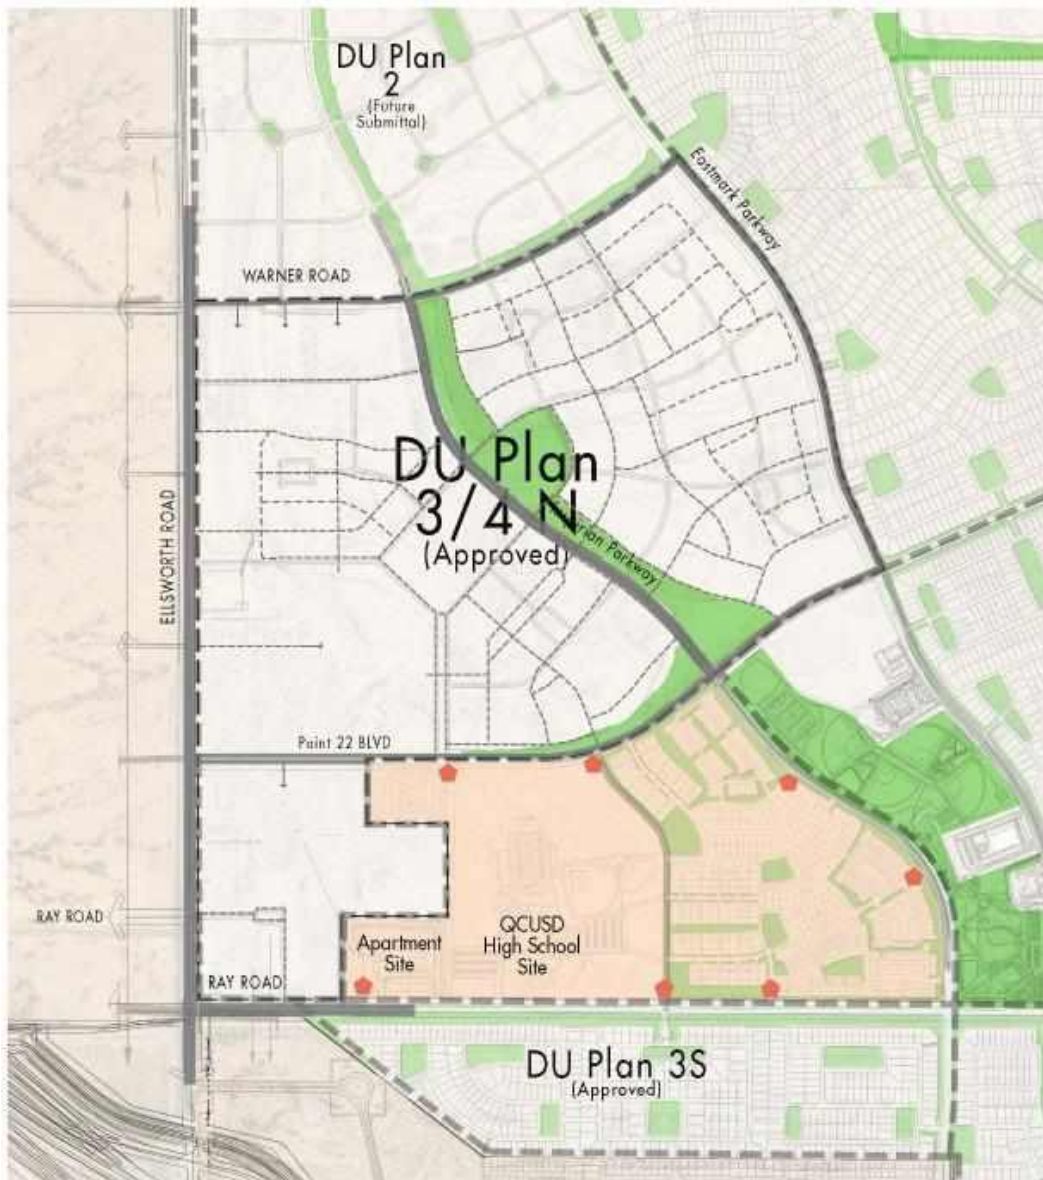 DU Plan
2
(Future
Submittal)
Eastmark Parkway
WARNER ROAD
DU Plan
3/4 N
(Approved)
Parkway
ELLSWORTH ROAD
Point 22 BLVD
RAY ROAD
Apartment
Site
QCUSD
High School
Site
RAY ROAD
DU Plan 3S
(Approved)